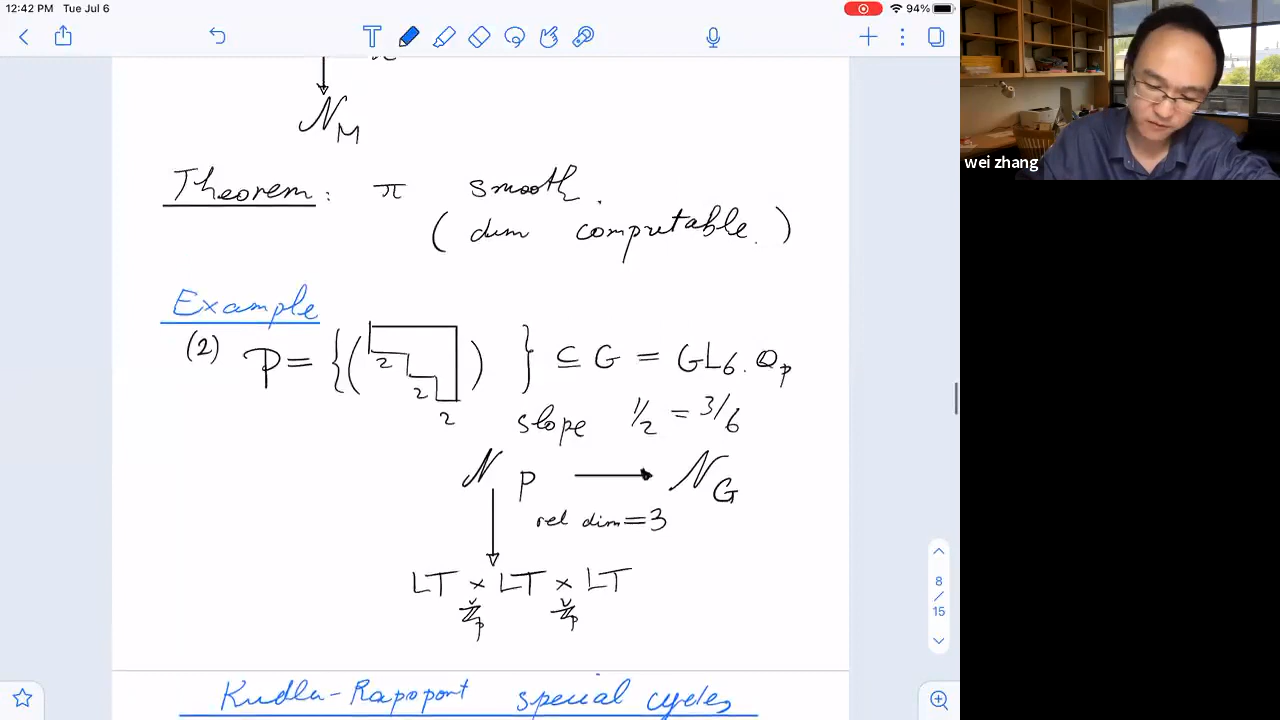 12:42 PM Tue Jul 6
94%
𝒩_M
Theorem: π smooth.
(dim computable.)
Example
(2) P = {( 2 2 2 )} ⊆ G = GL_6, ℚ_p
slope 1/2 = 3/6
𝒩_P → 𝒩_G
rel dim = 3
LT × LT × LT
Ž_p Ž_p
Kudla-Rapoport special cycles
8
/
15
wei zhang